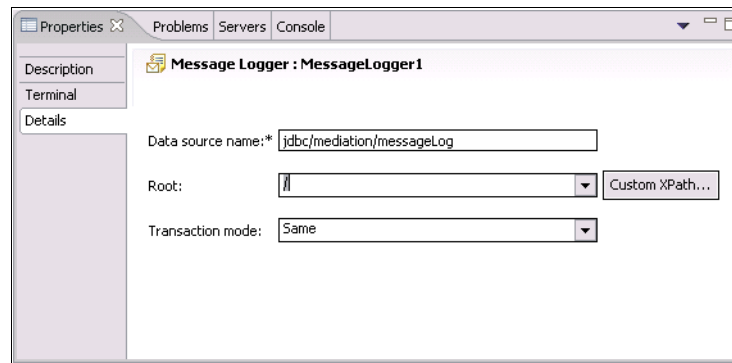 Properties Problems Servers Console
Description
Terminal
Details
Message Logger : MessageLogger1
Data source name:* jdbc/mediation/messageLog
Root: / Custom XPath...
Transaction mode: Same